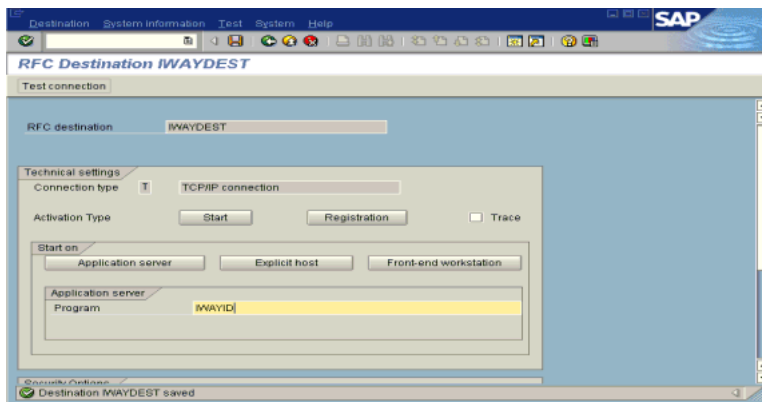 Destination System information Test System Help
SAP
RFC Destination IWAYDEST
Test connection
RFC destination IWAYDEST
Technical settings
Connection type T TCP/IP connection
Activation Type Start Registration Trace
Start on
Application server Explicit host Front-end workstation
Application server
Program IWAYID
Security Options
Destination IWAYDEST saved